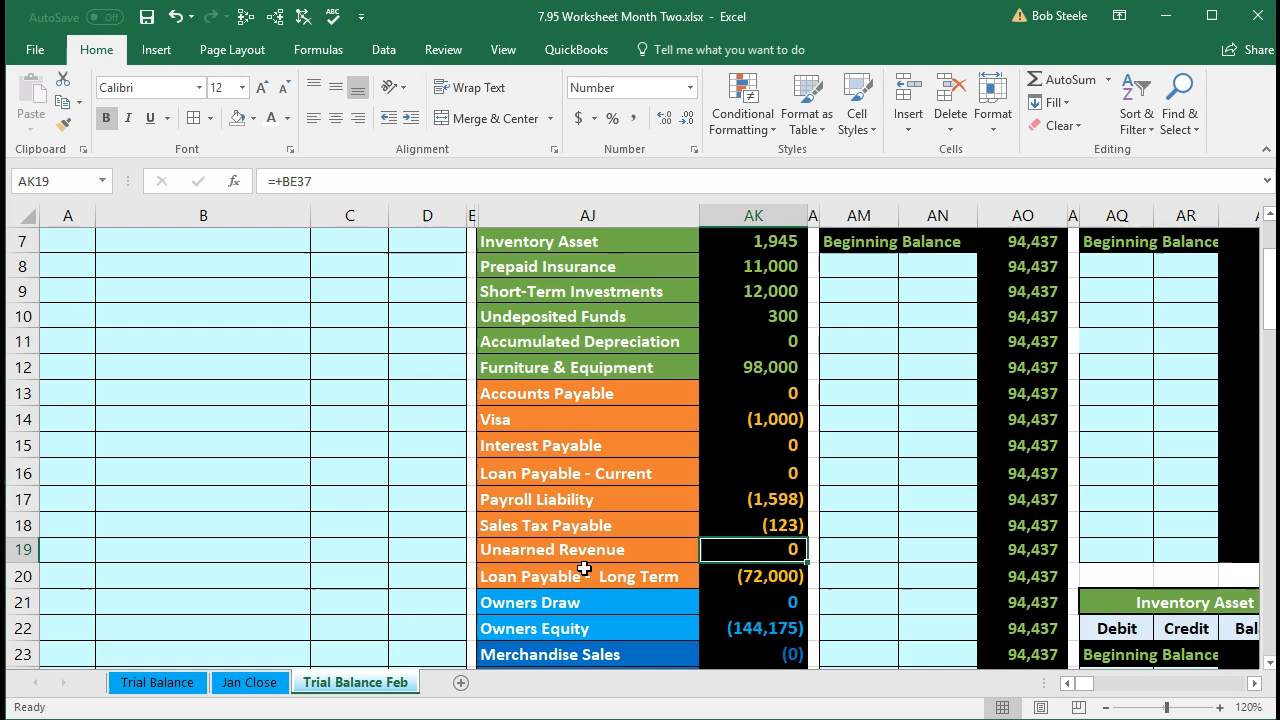 AutoSave Off 7.95 Worksheet Month Two.xlsx - Excel Bob Steele
File Home Insert Page Layout Formulas Data Review View QuickBooks Tell me what you want to do Share
Calibri 12 Wrap Text Number AutoSum
Paste Merge & Center Conditional Formatting Format as Table Cell Styles Insert Delete Format Fill Clear Sort & Filter Find & Select
Clipboard Font Alignment Number Styles Cells Editing
AK19 fx =+BE37
A B C D E AJ AK A AM AN AO A AQ AR
7 Inventory Asset 1,945 Beginning Balance 94,437 Beginning Balance
8 Prepaid Insurance 11,000 94,437
9 Short-Term Investments 12,000 94,437
10 Undeposited Funds 300 94,437
11 Accumulated Depreciation 0 94,437
12 Furniture & Equipment 98,000 94,437
13 Accounts Payable 0 94,437
14 Visa (1,000) 94,437
15 Interest Payable 0 94,437
16 Loan Payable - Current 0 94,437
17 Payroll Liability (1,598) 94,437
18 Sales Tax Payable (123) 94,437
19 Unearned Revenue 0 94,437
20 Loan Payable - Long Term (72,000) 94,437
21 Owners Draw 0 94,437 Inventory Asset
22 Owners Equity (144,175) 94,437 Debit Credit Bal
23 Merchandise Sales (0) 94,437 Beginning Balance
Trial Balance Jan Close Trial Balance Feb
Ready 120%